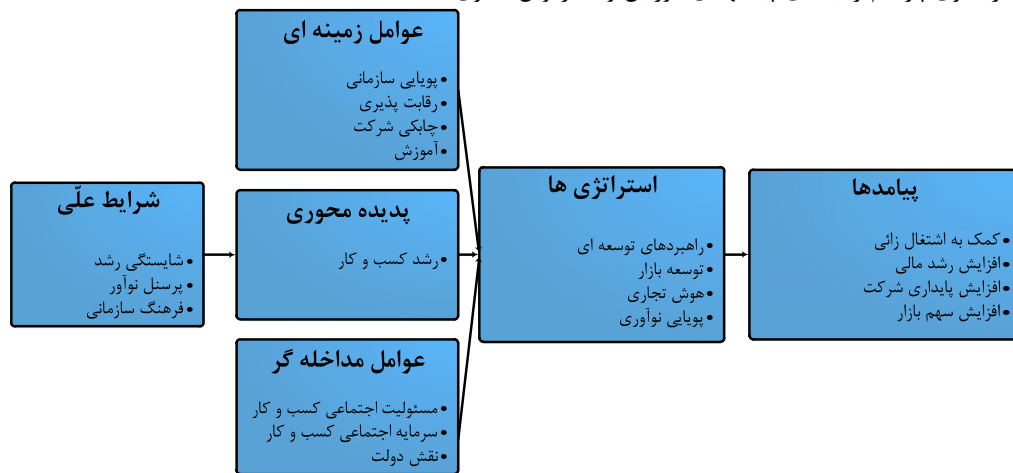 عوامل زمینه ای
• پویایی سازمانی
• رقابت پذیری
• چابکی شرکت
• آموزش
شرایط علّی
• شایستگی رشد
• پرسنل نوآور
• فرهنگ سازمانی
پدیده محوری
• رشد کسب و کار
عوامل مداخله گر
• مسئولیت اجتماعی کسب و کار
• سرمایه اجتماعی کسب و کار
• نقش دولت
استراتژی ها
• راهبردهای توسعه ای
• توسعه بازار
• هوش تجاری
• پویایی نوآوری
پیامدها
• کمک به اشتغال زائی
• افزایش رشد مالی
• افزایش پایداری شرکت
• افزایش سهم بازار